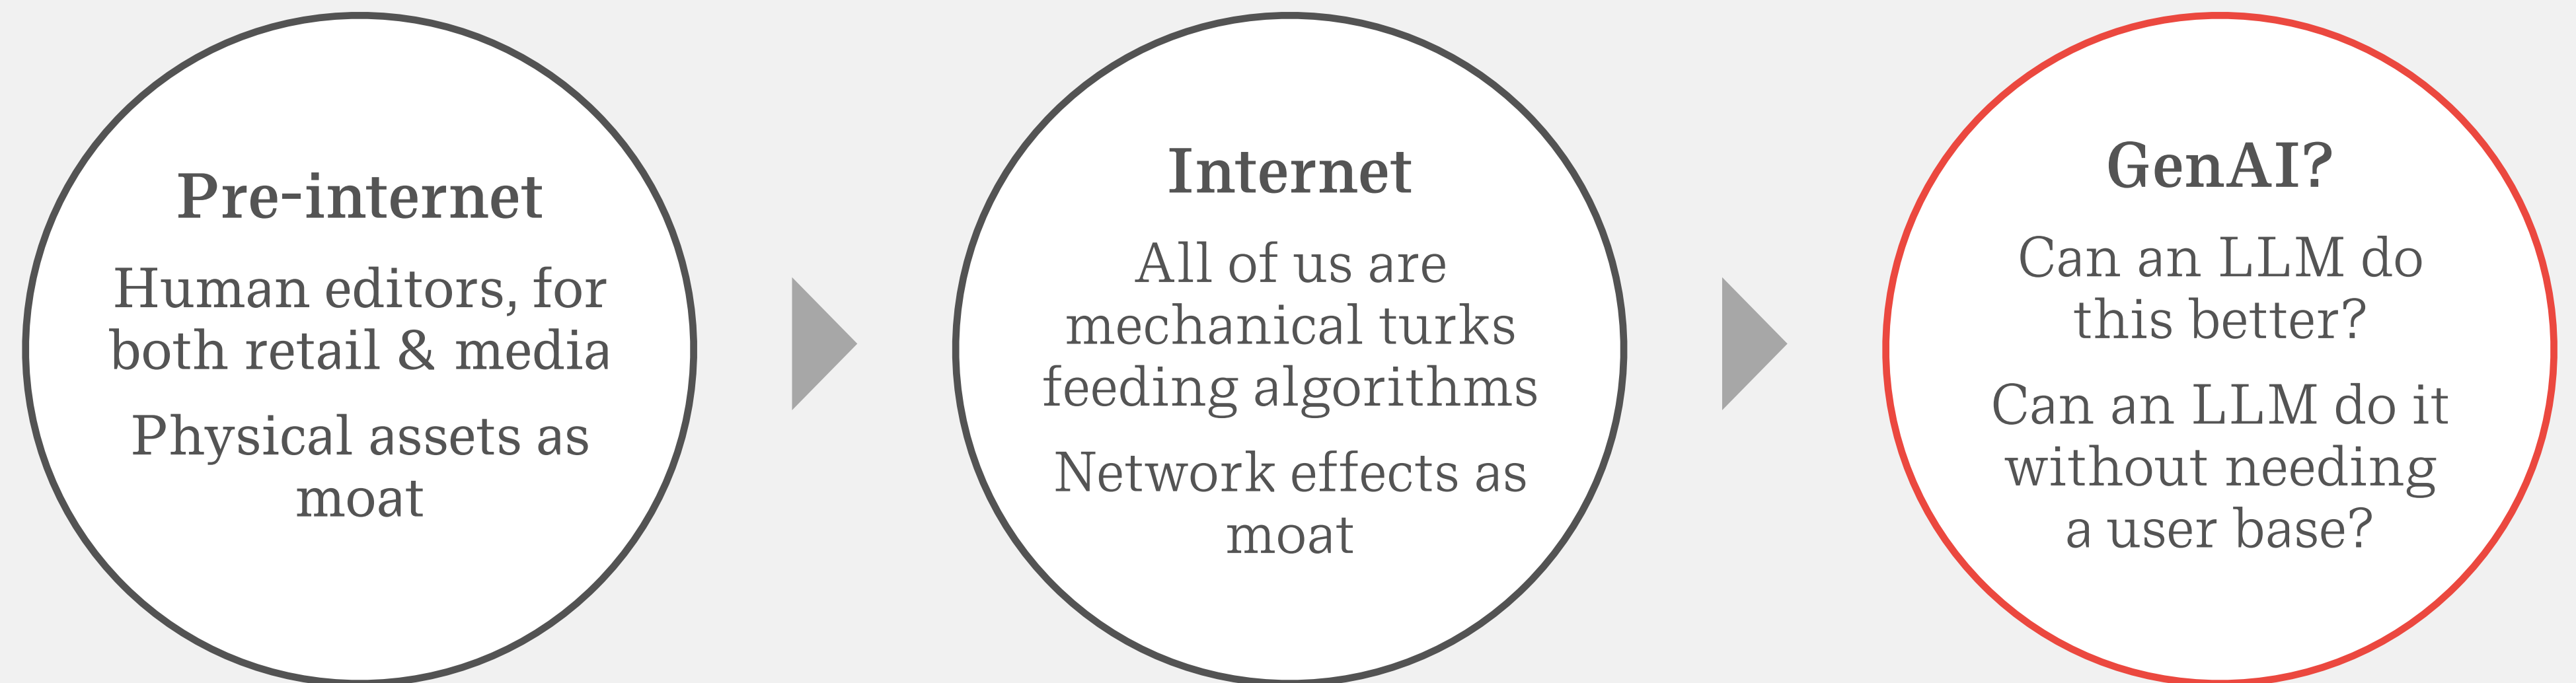 Pre-internet
Human editors, for
both retail & media
Physical assets as
moat
Internet
All of us are
mechanical turks
feeding algorithms
Network effects as
moat
GenAI?
Can an LLM do
this better?
Can an LLM do it
without needing
a user base?